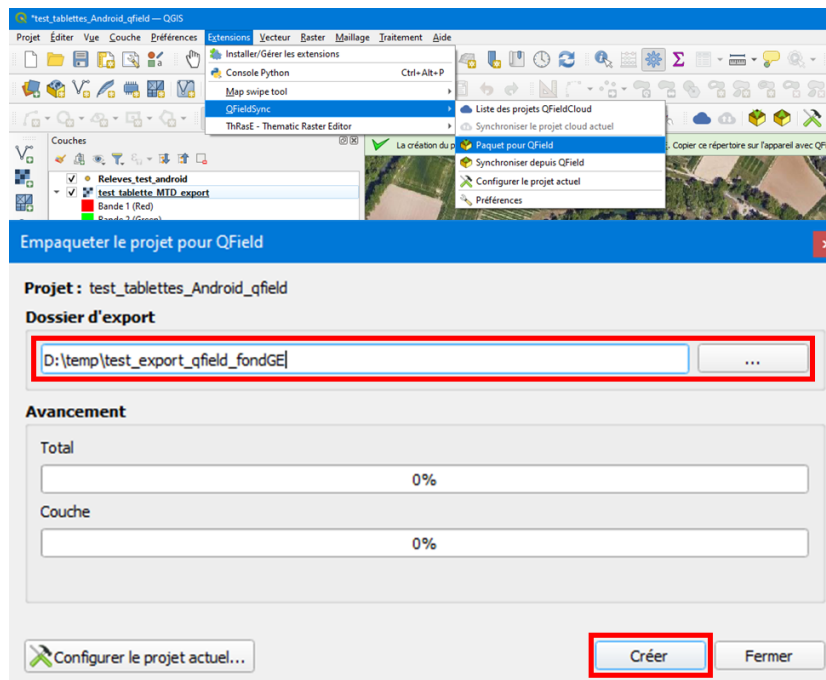 *test_tablettes_Android_qfield — QGIS
Projet Éditer Vue Couche Préférences Extensions Vecteur Raster Maillage Traitement Aide
Installer/Gérer les extensions
Console Python Ctrl+Alt+P
Map swipe tool
QFieldSync
ThRasE - Thematic Raster Editor
Liste des projets QFieldCloud
Synchroniser le projet cloud actuel
Paquet pour QField
Synchroniser depuis QField
Configurer le projet actuel
Préférences
Couches
La création du p
. Copier ce répertoire sur l'appareil avec QFi
Releves_test_android
test_tablette_MTD_export
Bande 1 (Red)
Bande 2 (Green)
Empaqueter le projet pour QField
Projet : test_tablettes_Android_qfield
Dossier d'export
D:\temp\test_export_qfield_fondGE
...
Avancement
Total
0%
Couche
0%
Configurer le projet actuel...
Créer
Fermer